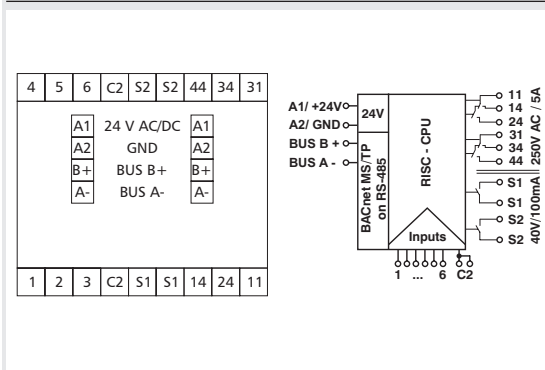 4 5 6 C2 S2 S2 44 34 31
A1 24 V AC/DC A1
A2 GND A2
B+ BUS B+ B+
A- BUS A- A-
1 2 3 C2 S1 S1 14 24 11
A1/ +24V
A2/ GND
BUS B +
BUS A -
24V
BACnet MS/TP
on RS-485
RISC - CPU
Inputs
1 ... 6 C2
11
14
24
31
34
44
250V AC / 5A
S1
S1
S2
S2
40V/100mA